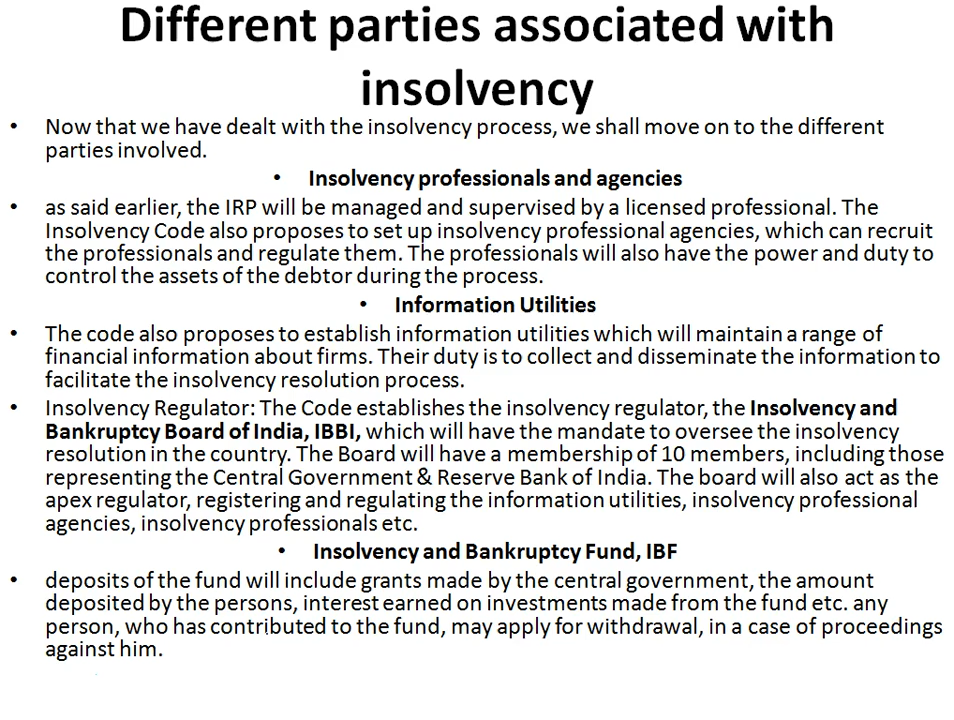 Different parties associated with
insolvency
• Now that we have dealt with the insolvency process, we shall move on to the different
parties involved.
• Insolvency professionals and agencies
• as said earlier, the IRP will be managed and supervised by a licensed professional. The
Insolvency Code also proposes to set up insolvency professional agencies, which can recruit
the professionals and regulate them. The professionals will also have the power and duty to
control the assets of the debtor during the process.
• Information Utilities
• The code also proposes to establish information utilities which will maintain a range of
financial information about firms. Their duty is to collect and disseminate the information to
facilitate the insolvency resolution process.
• Insolvency Regulator: The Code establishes the insolvency regulator, the Insolvency and
Bankruptcy Board of India, IBBI, which will have the mandate to oversee the insolvency
resolution in the country. The Board will have a membership of 10 members, including those
representing the Central Government & Reserve Bank of India. The board will also act as the
apex regulator, registering and regulating the information utilities, insolvency professional
agencies, insolvency professionals etc.
• Insolvency and Bankruptcy Fund, IBF
• deposits of the fund will include grants made by the central government, the amount
deposited by the persons, interest earned on investments made from the fund etc. any
person, who has contributed to the fund, may apply for withdrawal, in a case of proceedings
against him.